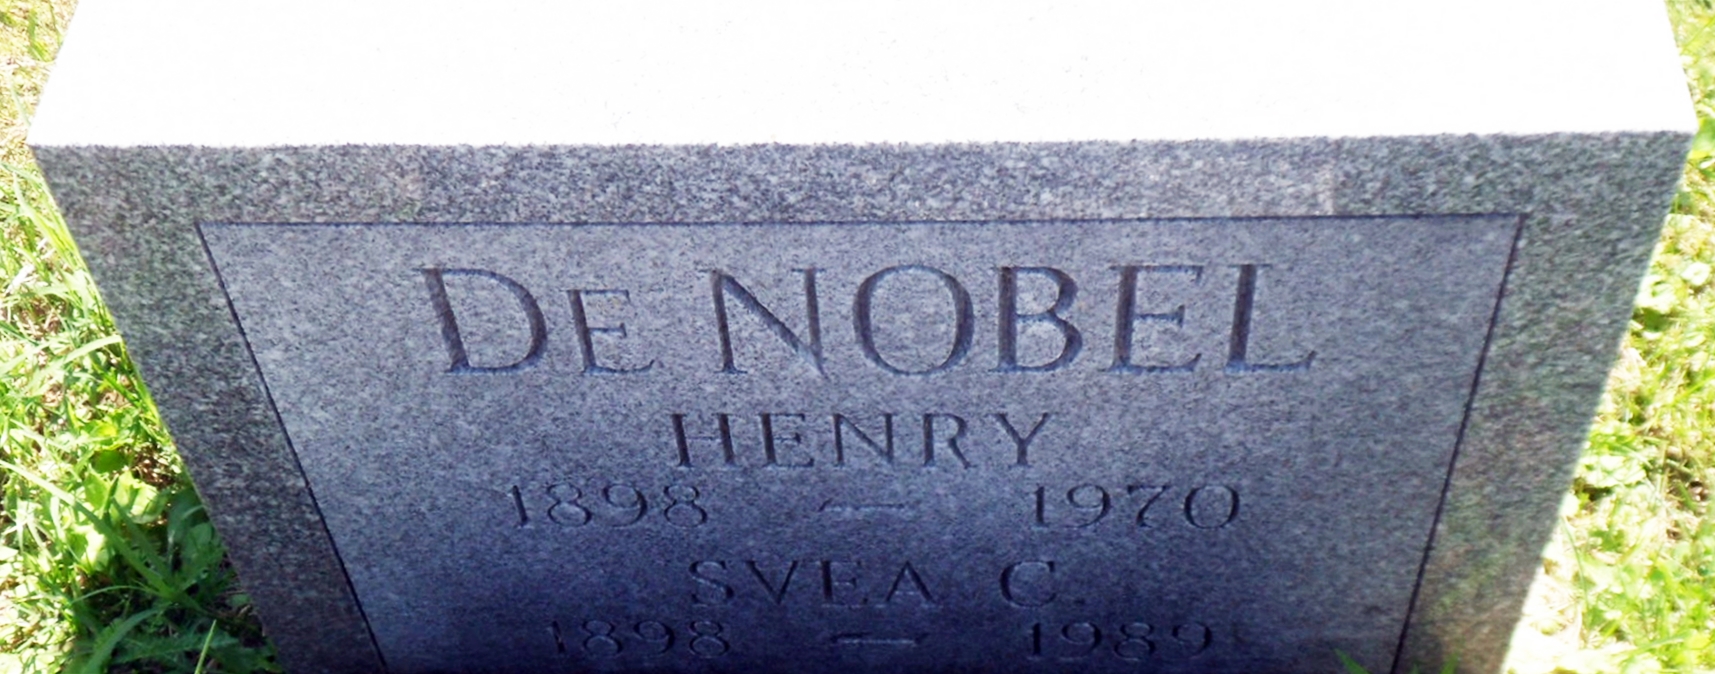 DE NOBEL
HENRY
1898 — 1970
SVEA C.
1898 — 1989